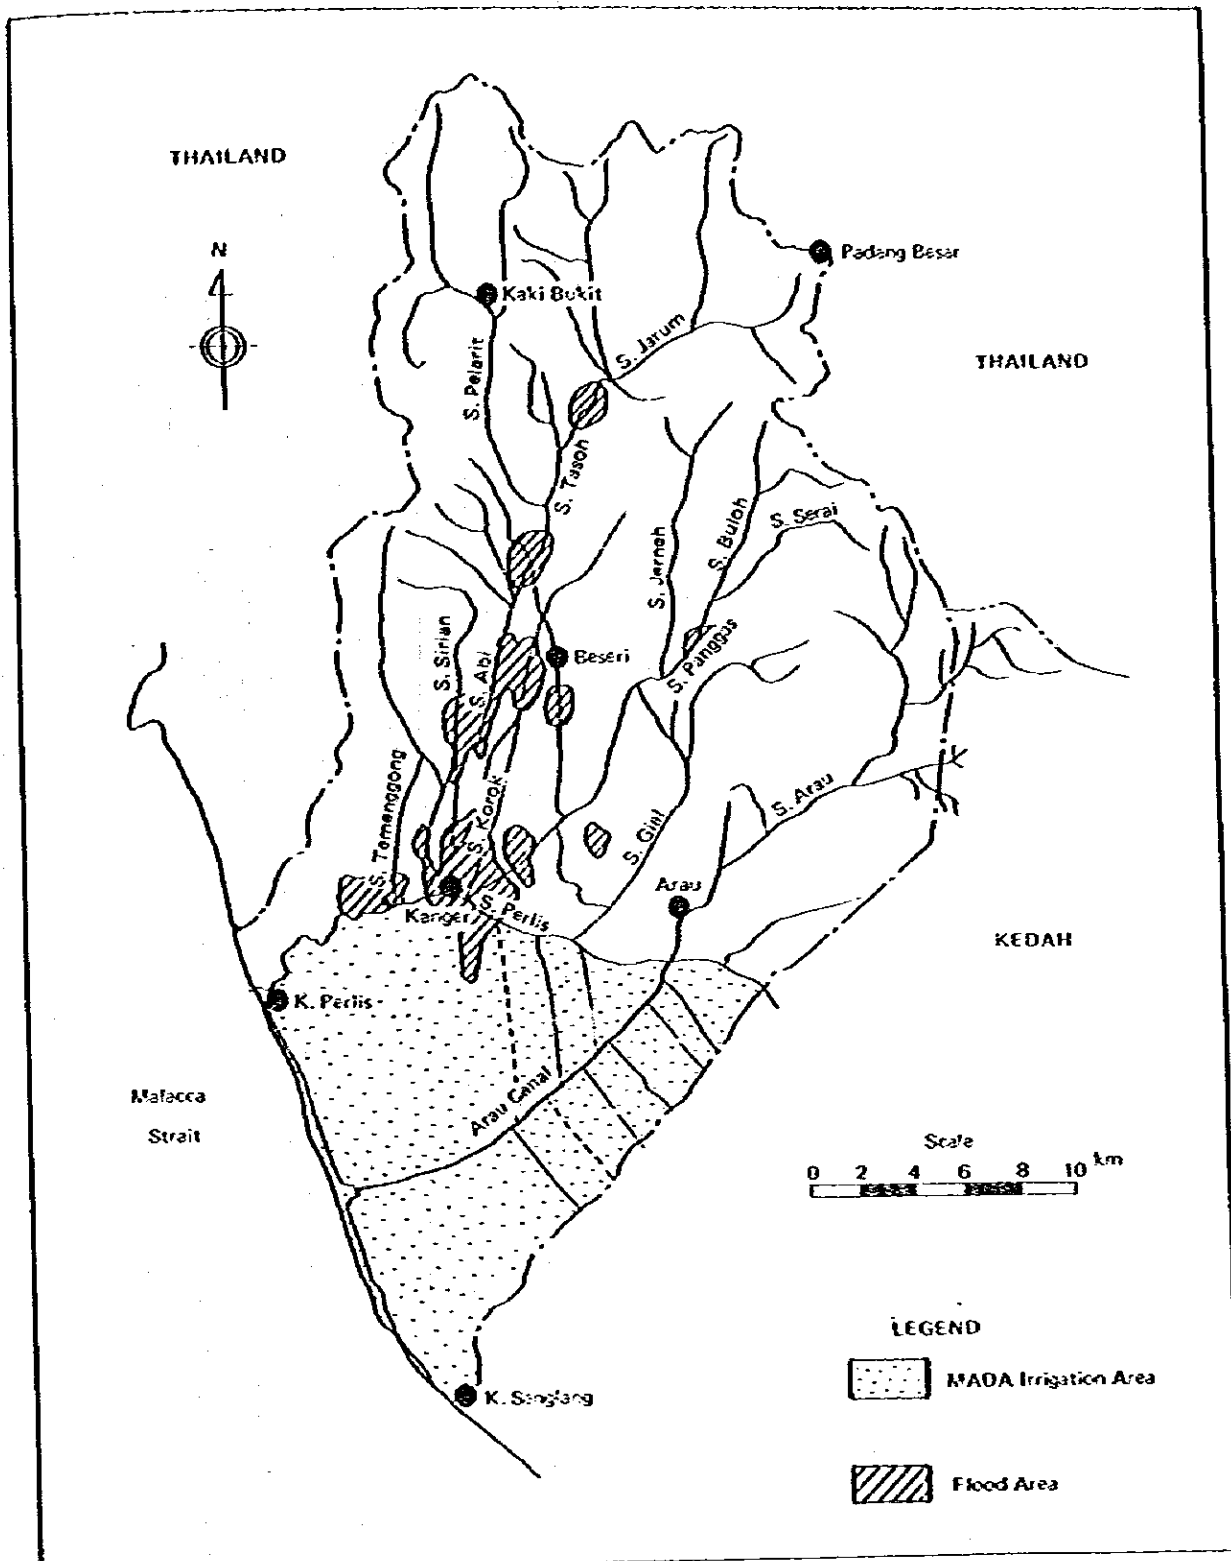 THAILAND
N
Padang Besar
Kaki Bukit
S. Jarum
THAILAND
S. Pelarit
S. Tasoh
S. Buloh
S. Serai
S. Jerneh
S. Sirian
S. Abi
Beseri
S. Panggas
S. Temenggong
S. Korok
S. Arau
S. Gial
Arau
Kangar
S. Perlis
KEDAH
K. Perlis
Malacca
Strait
Arau Canal
Scale
0 2 4 6 8 10 km
LEGEND
MADA Irrigation Area
K. Sanglang
Flood Area